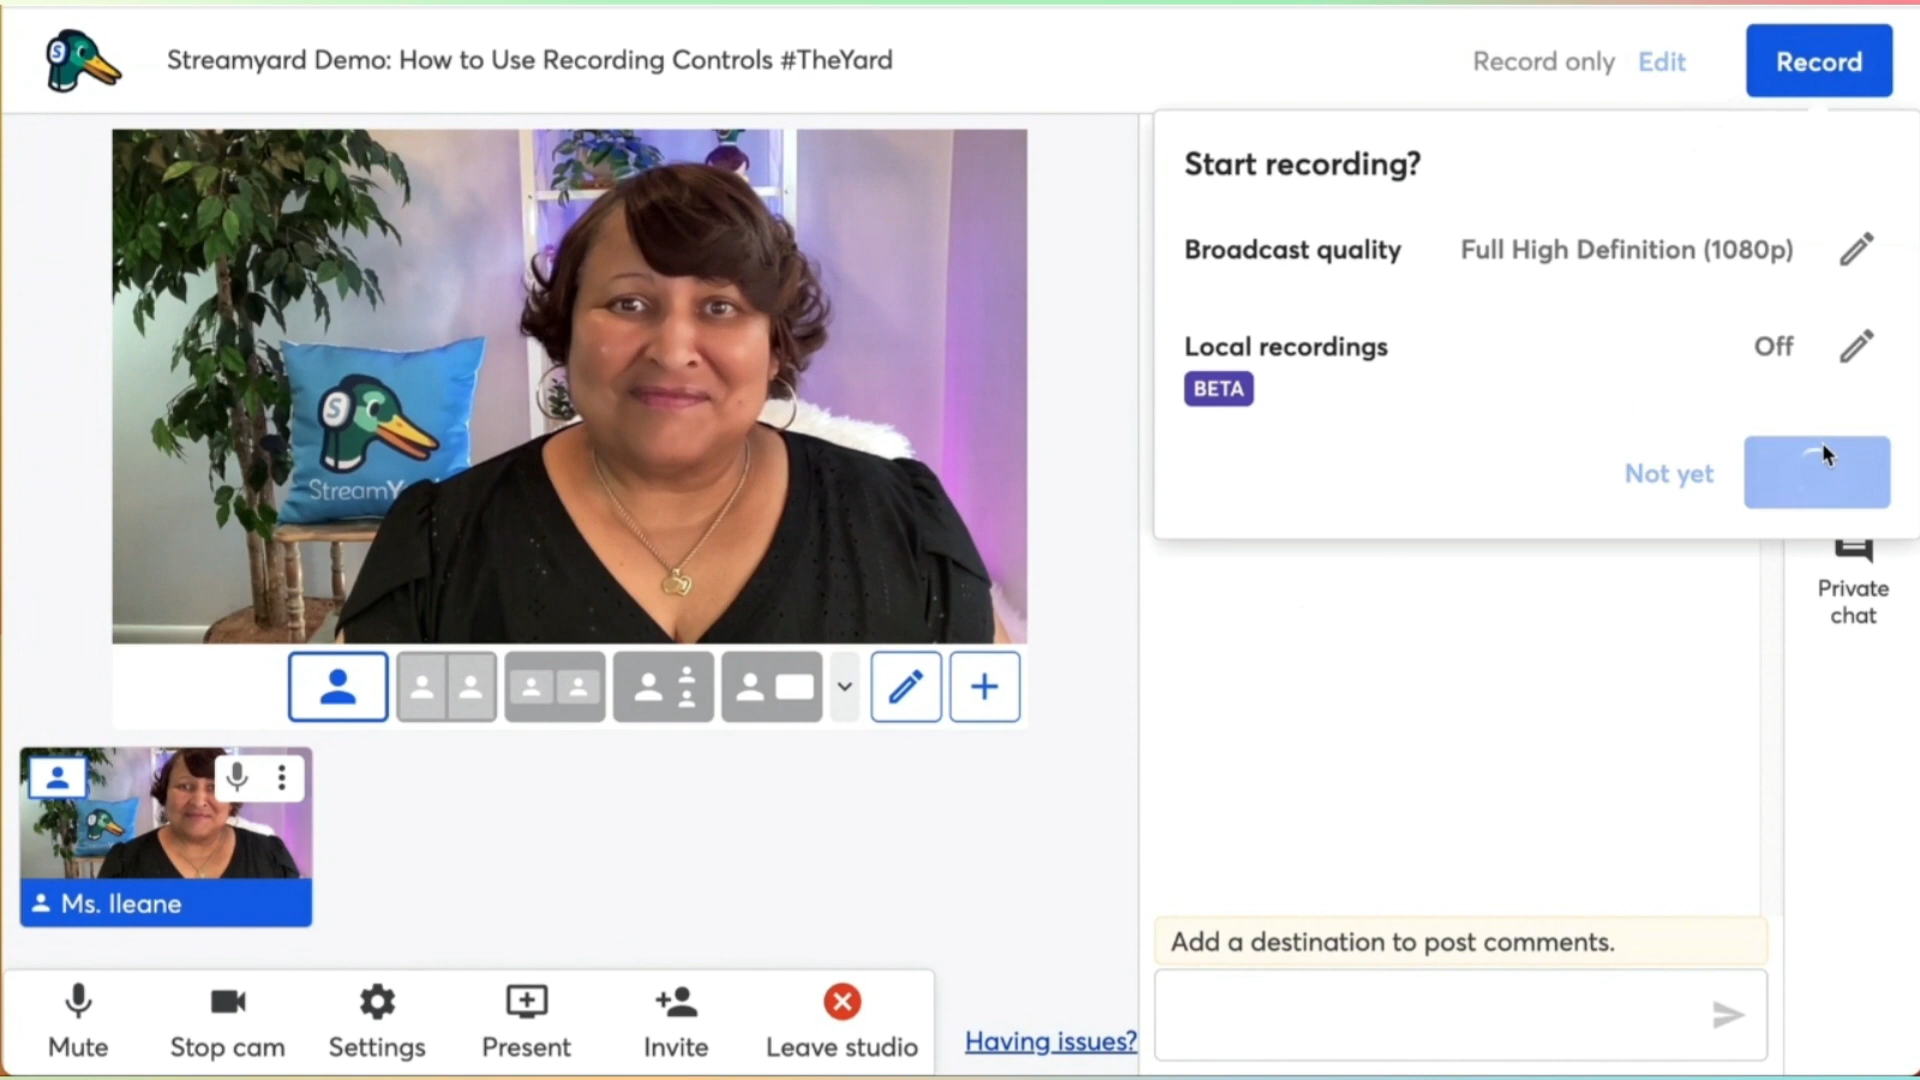 Streamyard Demo: How to Use Recording Controls #TheYard
Record only Edit Record
Start recording?
Broadcast quality Full High Definition (1080p)
Local recordings Off
BETA
Not yet
Private
chat
S
StreamY
Ms. Ileane
Add a destination to post comments.
Mute Stop cam Settings Present Invite Leave studio
Having issues?